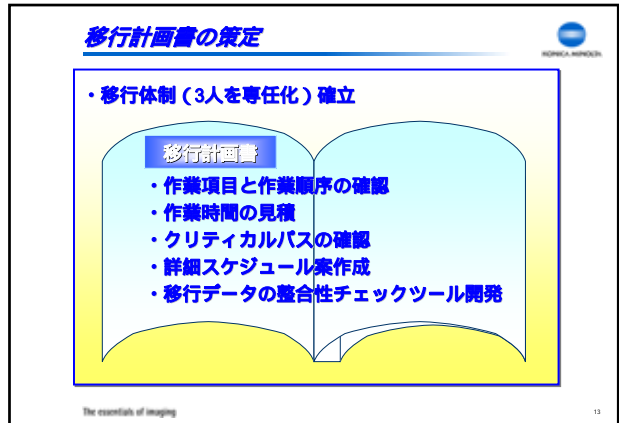 移行計画書の策定
KONICA MINOLTA
・移行体制(3人を専任化)確立
移行計画書
・作業項目と作業順序の確認
・作業時間の見積
・クリティカルパスの確認
・詳細スケジュール案作成
・移行データの整合性チェックツール開発
The essentials of imaging
13